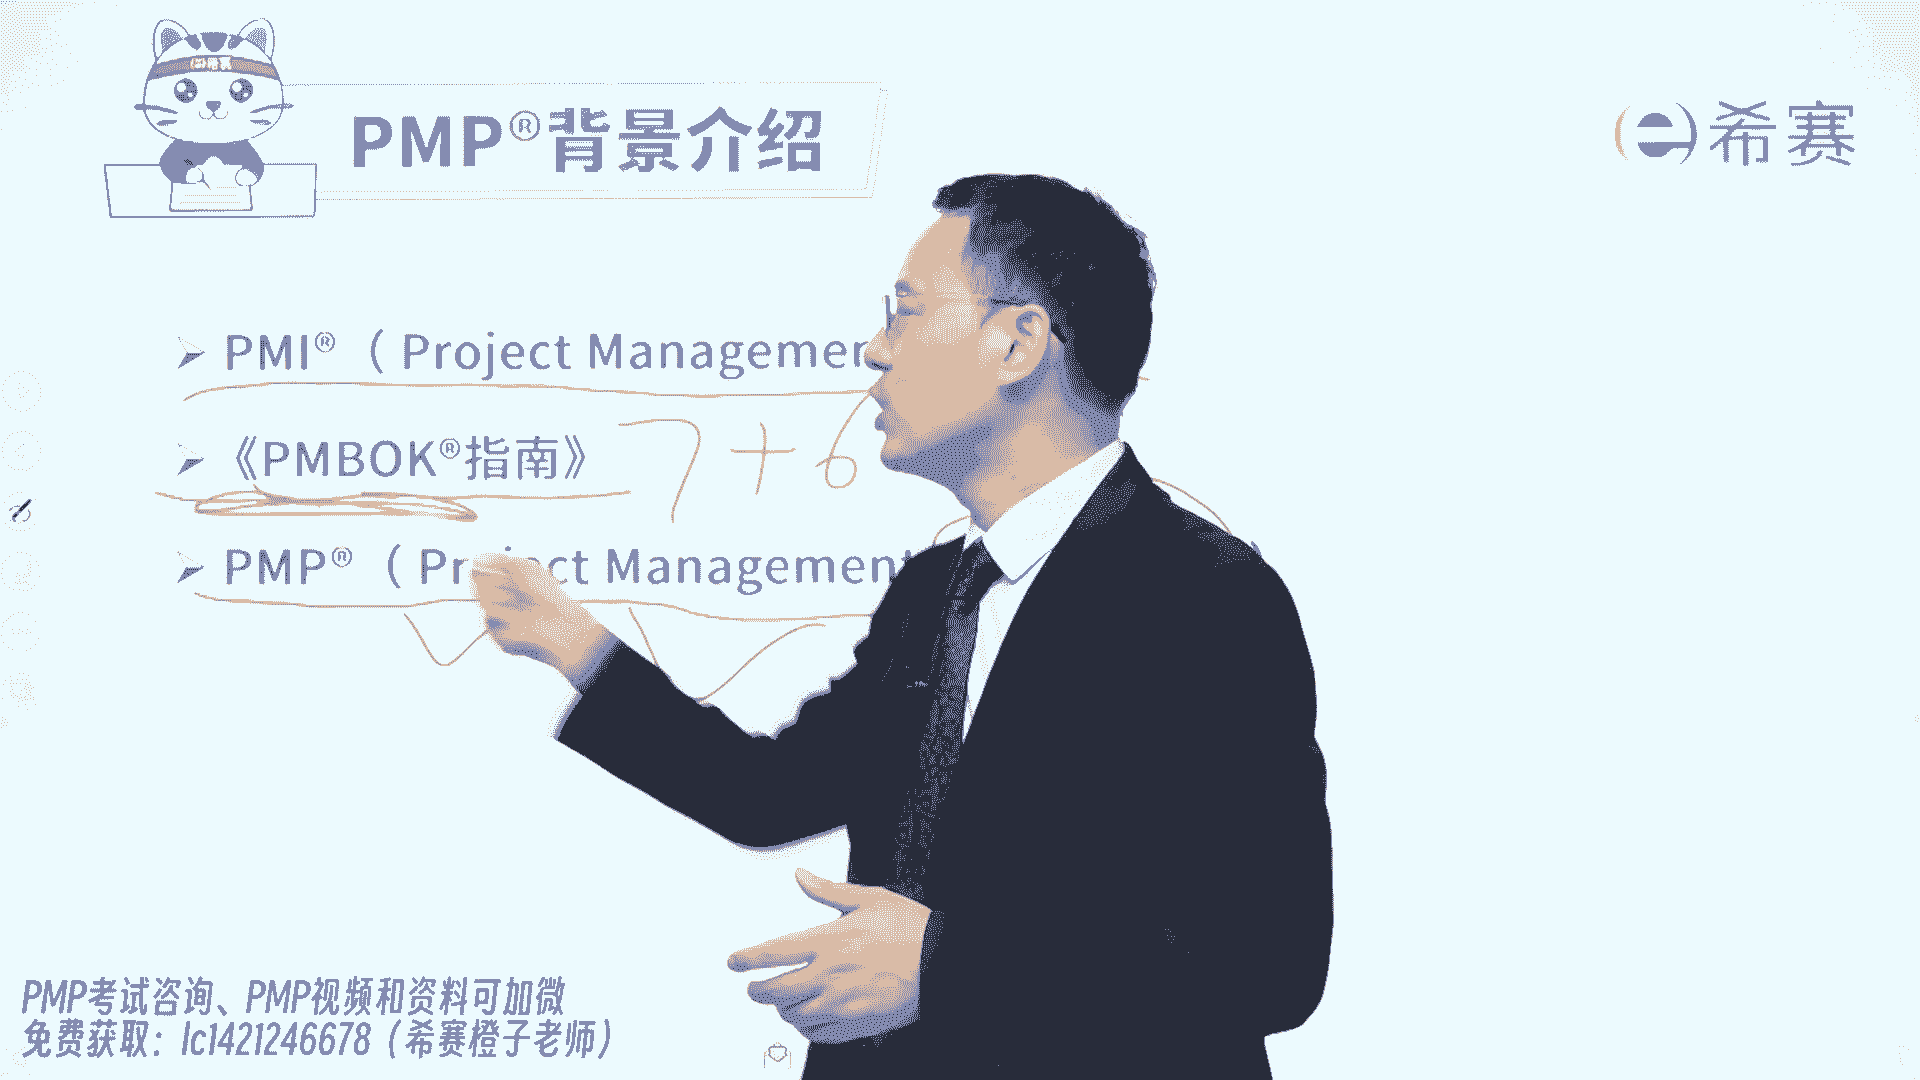 PMP®背景介绍
希赛
PMI®（Project Managemen
《PMBOK®指南》 7+6
PMP®（Project Management
PMP考试咨询、PMP视频和资料可加微
免费获取：lc1421246678（希赛橙子老师）